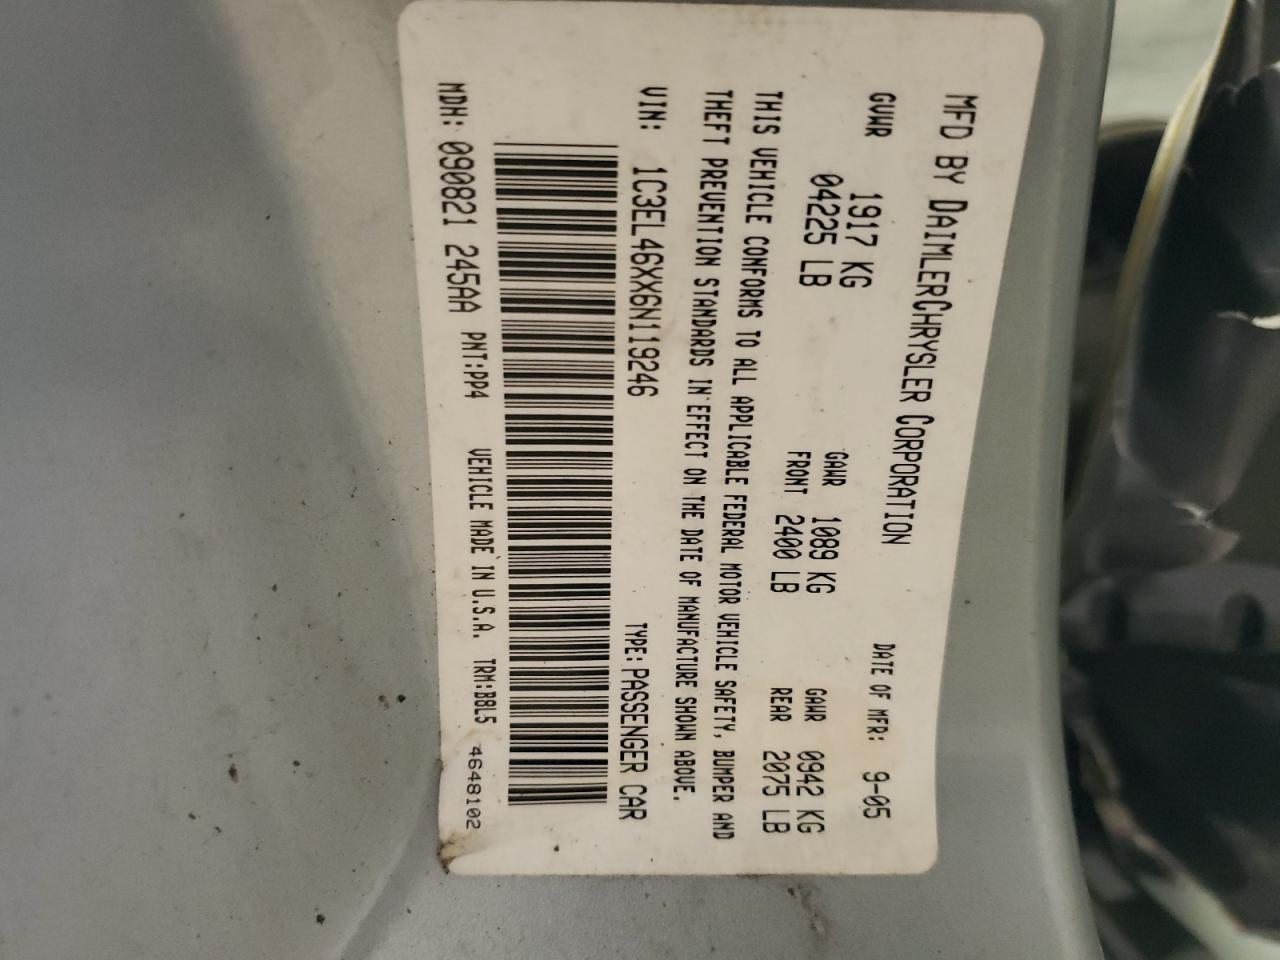 MFD BY DAIMLERCHRYSLER CORPORATION DATE OF MFR: 9-05
GVWR 1917 KG GAWR 1089 KG GAWR 0942 KG
04225 LB FRONT 2400 LB REAR 2075 LB
THIS VEHICLE CONFORMS TO ALL APPLICABLE FEDERAL MOTOR VEHICLE SAFETY, BUMPER AND
THEFT PREVENTION STANDARDS IN EFFECT ON THE DATE OF MANUFACTURE SHOWN ABOVE.
VIN: 1C3EL46XX6N119246 TYPE: PASSENGER CAR
MDH: 090821 245AA PNT:PP4 VEHICLE MADE IN U.S.A. TRM:B8L5 4648102